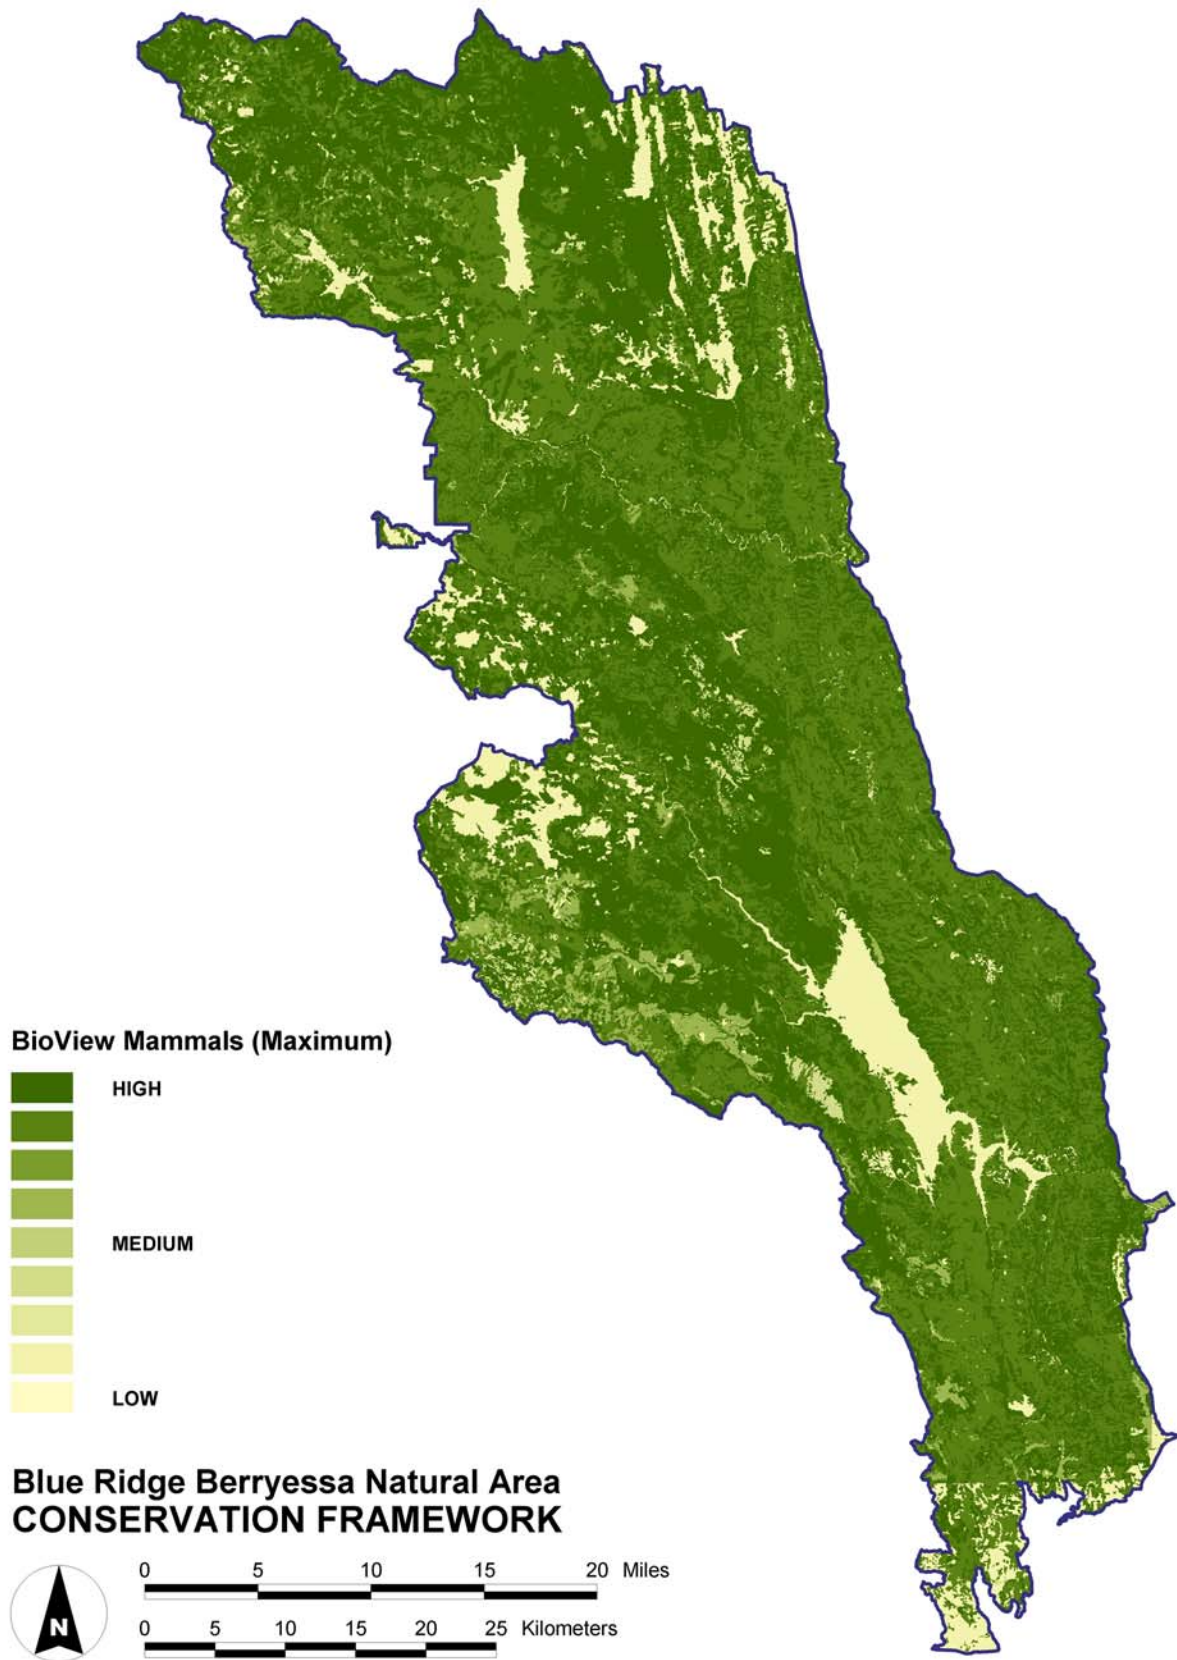 BioView Mammals (Maximum)
HIGH
MEDIUM
LOW
Blue Ridge Berryessa Natural Area
CONSERVATION FRAMEWORK
N
0 5 10 15 20 Miles
0 5 10 15 20 25 Kilometers